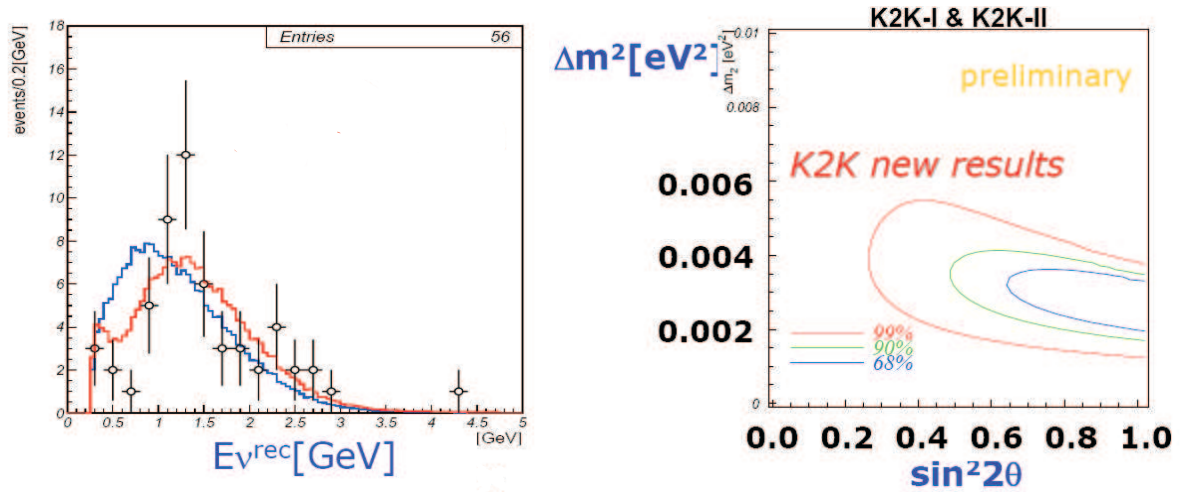 Entries 56
events/0.2[GeV]
18
16
14
12
10
8
6
4
2
0
0 0.5 1 1.5 2 2.5 3 3.5 4 4.5 5
[GeV]
Eνʳᵉᶜ[GeV]
K2K-I & K2K-II
Δm²[eV²]
Δm₂ [eV²]
0.01
preliminary
0.008
K2K new results
0.006
0.004
0.002
99%
90%
68%
0
0.0 0.2 0.4 0.6 0.8 1.0
sin²2θ